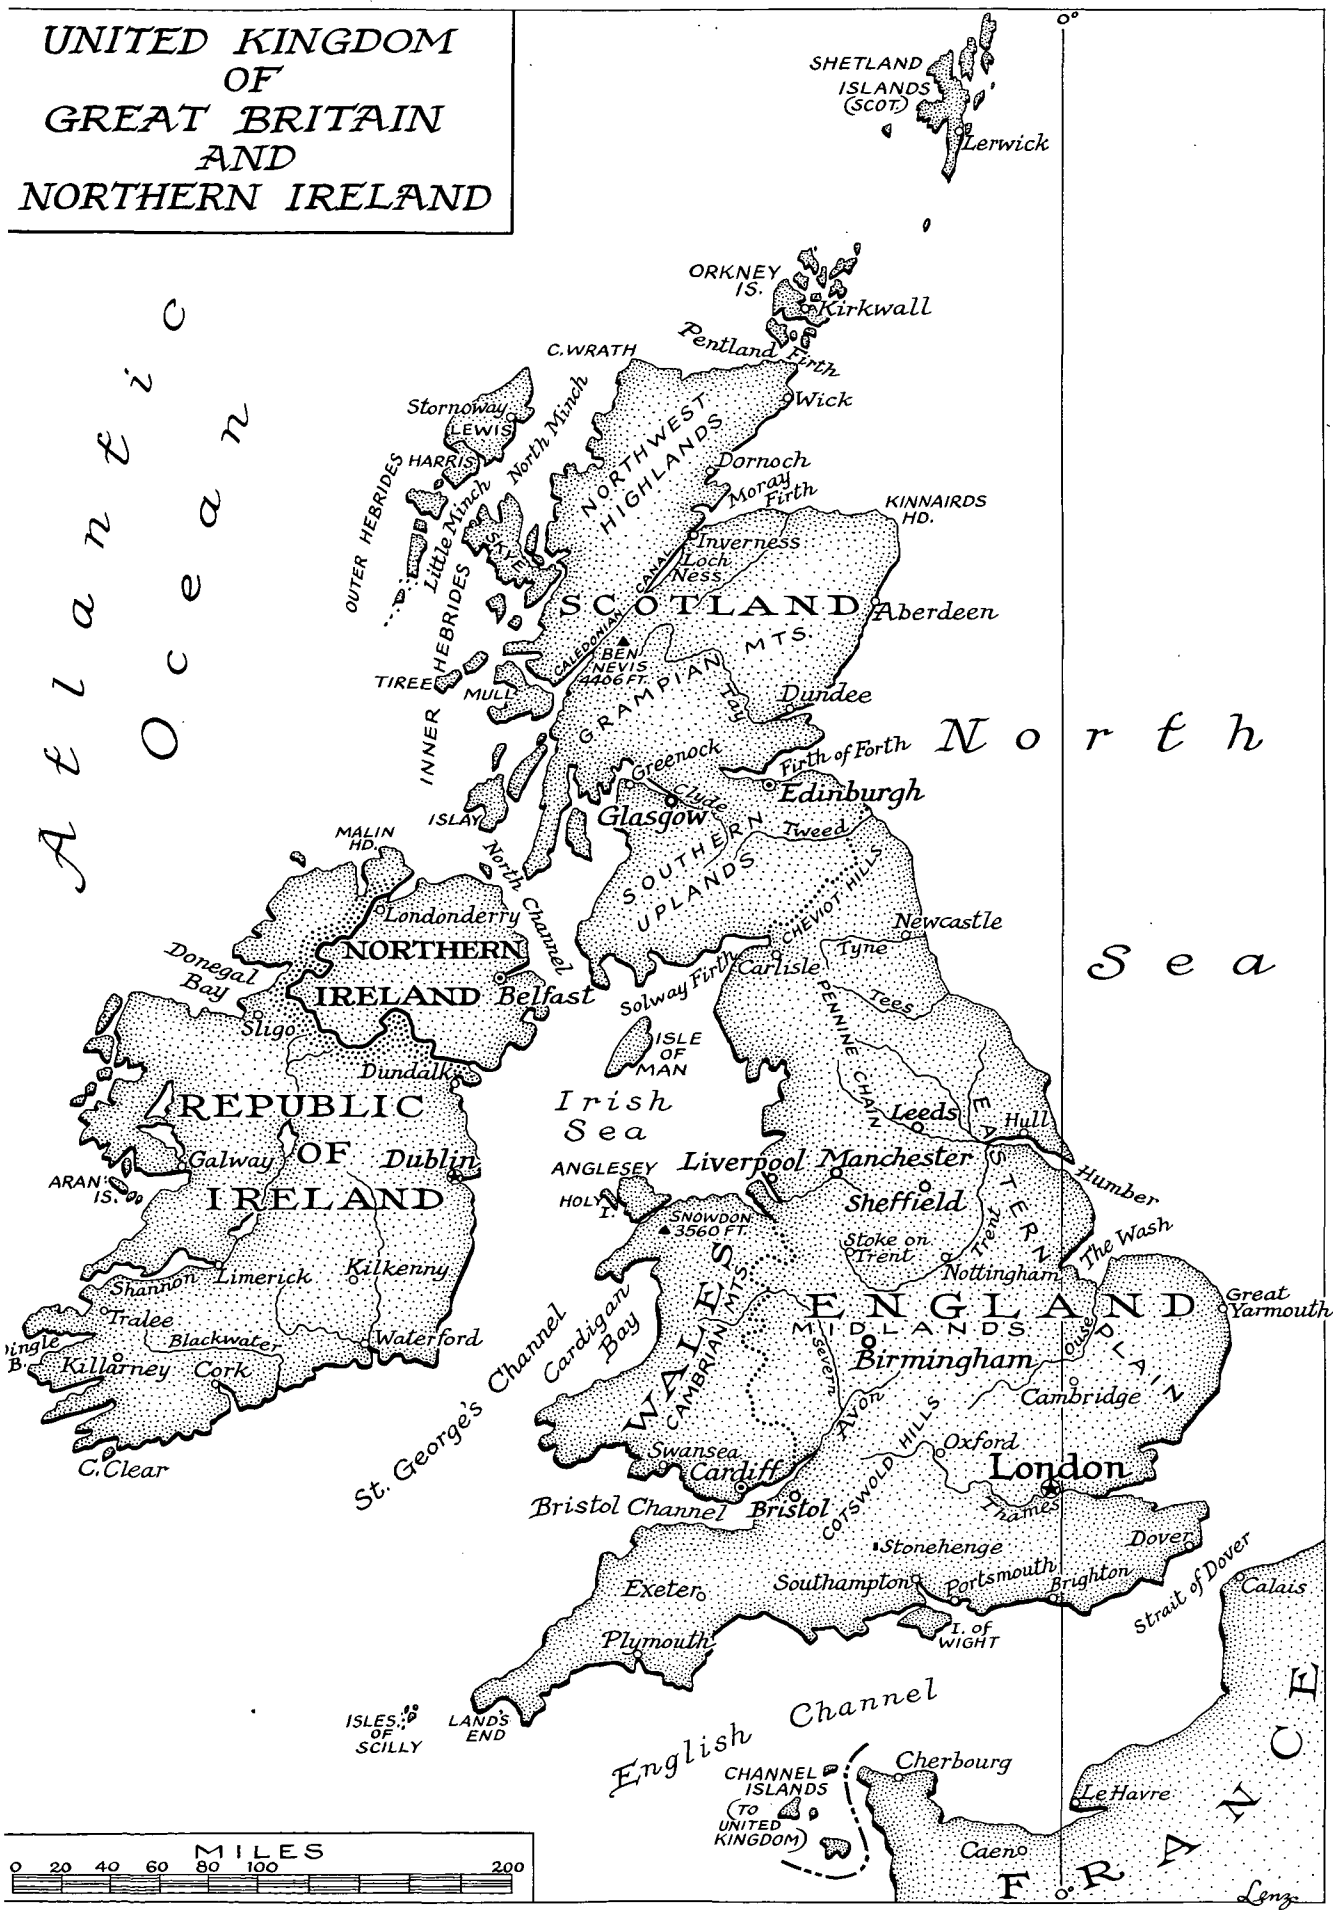 UNITED KINGDOM
OF
GREAT BRITAIN
AND
NORTHERN IRELAND
0°
SHETLAND
ISLANDS
(SCOT.)
Lerwick
ORKNEY
IS.
Kirkwall
Pentland Firth
C. WRATH
Wick
Stornoway
LEWIS
North Minch
NORTHWEST
HIGHLANDS
HARRIS
Dornoch
Moray
Firth
KINNAIRDS
HD.
OUTER HEBRIDES
Little Minch
SKYE
Inverness
Loch
Ness
CALEDONIAN CANAL
SCOTLAND
Aberdeen
Atlantic
Ocean
INNER HEBRIDES
BEN
NEVIS
4406 FT.
GRAMPIAN MTS.
TIREE
MULL
Tay
Dundee
North
Sea
Greenock
Firth of Forth
Clyde
Edinburgh
Glasgow
ISLAY
MALIN
HD.
North Channel
SOUTHERN
UPLANDS
Tweed
CHEVIOT HILLS
Londonderry
NORTHERN
IRELAND
Belfast
Donegal
Bay
Sligo
Solway Firth
Carlisle
Newcastle
Tyne
Tees
PENNINE CHAIN
ISLE
OF
MAN
Dundalk
Irish
Sea
REPUBLIC
OF
IRELAND
Galway
Dublin
ARAN
IS.
Leeds
Hull
EASTERN PLAIN
ANGLESEY
HOLY
I.
Liverpool
Manchester
Sheffield
Humber
SNOWDON
3560 FT.
Stoke on
Trent
Trent
Nottingham
The Wash
Shannon
Limerick
Kilkenny
Tralee
Blackwater
Waterford
Dingle
B.
Killarney
Cork
C. Clear
St. George's Channel
Cardigan
Bay
WALES
CAMBRIAN MTS.
ENGLAND
MIDLANDS
Birmingham
Severn
Ouse
Great
Yarmouth
Cambridge
Avon
Swansea
Cardiff
Bristol Channel
Bristol
COTSWOLD HILLS
Oxford
London
Thames
Stonehenge
Dover
Exeter
Southampton
Portsmouth
Brighton
Strait of Dover
Calais
Plymouth
I. OF
WIGHT
ISLES
OF
SCILLY
LAND'S
END
English Channel
CHANNEL
ISLANDS
(TO
UNITED
KINGDOM)
Cherbourg
Le Havre
Caen
FRANCE
0°
MILES
0 20 40 60 80 100 200
Lenz